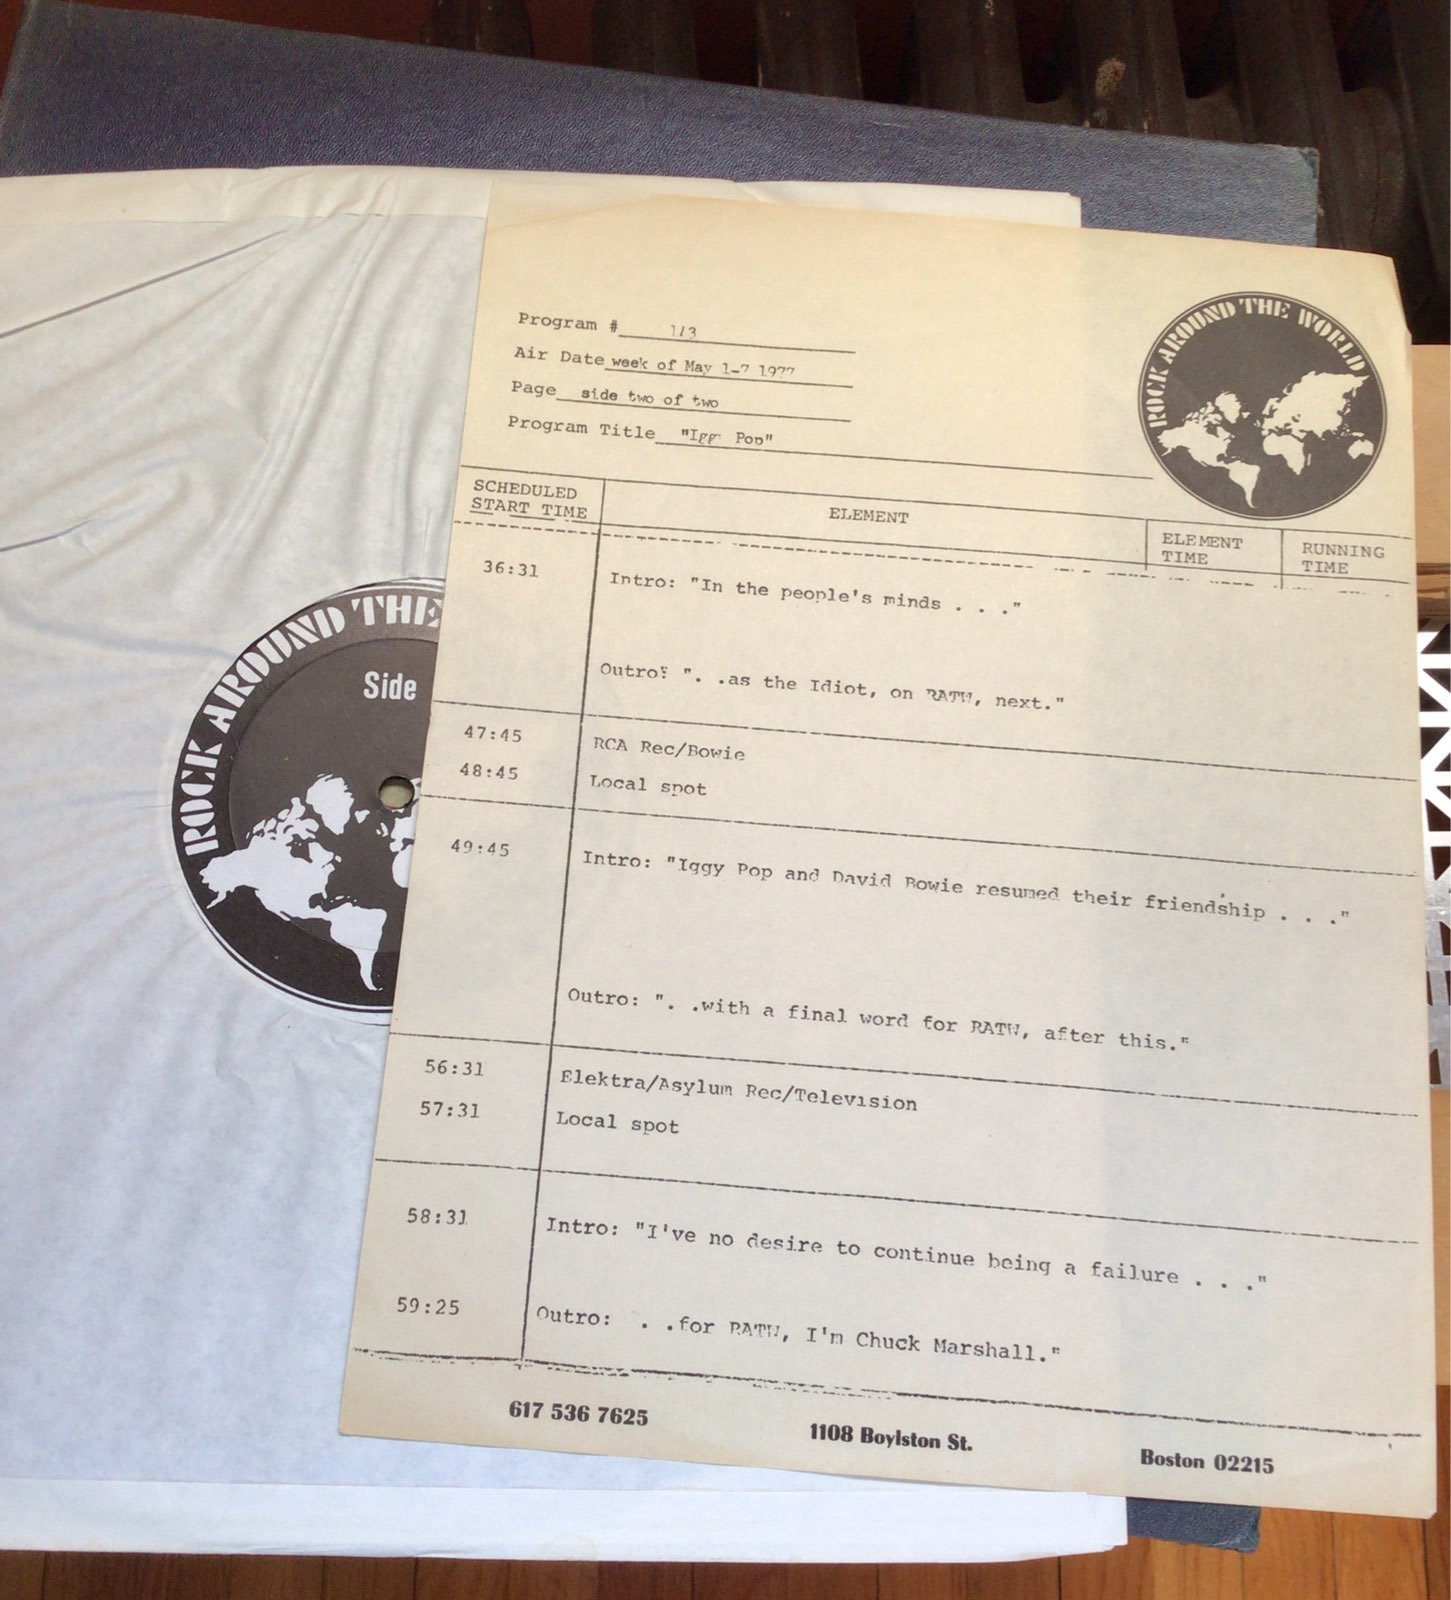 ROCK AROUND THE WORLD
Program # 113
Air Date week of May 1-7 1977
Page side two of two
Program Title "Iggy Pop"
SCHEDULED
START TIME
ELEMENT
ELEMENT
TIME
RUNNING
TIME
36:31 Intro: "In the people's minds . . ."
Outro: ". .as the Idiot, on RATW, next."
47:45 RCA Rec/Bowie
48:45 Local spot
49:45 Intro: "Iggy Pop and David Bowie resumed their friendship . . ."
Outro: ". .with a final word for RATW, after this."
56:31 Elektra/Asylum Rec/Television
57:31 Local spot
58:31 Intro: "I've no desire to continue being a failure . . ."
59:25 Outro: . .for RATW, I'm Chuck Marshall."
617 536 7625 1108 Boylston St. Boston 02215
ROCK AROUND THE
Side